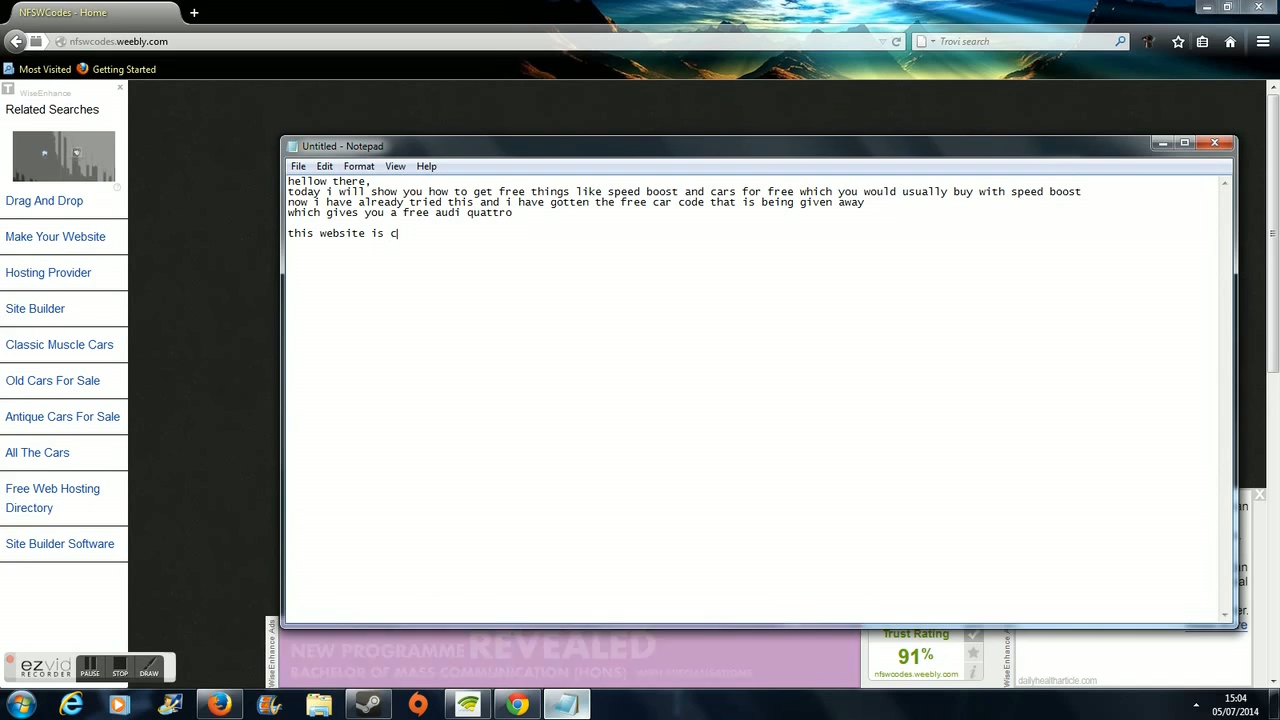 NFSWCodes - Home
nfswcodes.weebly.com
Trovi search
Most Visited
Getting Started
WiseEnhance
Related Searches
Drag And Drop
Make Your Website
Hosting Provider
Site Builder
Classic Muscle Cars
Old Cars For Sale
Antique Cars For Sale
All The Cars
Free Web Hosting
Directory
Site Builder Software
Untitled - Notepad
File Edit Format View Help
hellow there,
today i will show you how to get free things like speed boost and cars for free which you would usually buy with speed boost
now i have already tried this and i have gotten the free car code that is being given away
which gives you a free audi quattro
this website is c
WiseEnhance Ads
NEW PROGRAMME REVEALED
BACHELOR OF MASS COMMUNICATION (HONS)
Trust Rating
91%
nfswcodes.weebly.com
dailyhealtharticle.com
ezvid
RECORDER
PAUSE
STOP
DRAW
15:04
05/07/2014